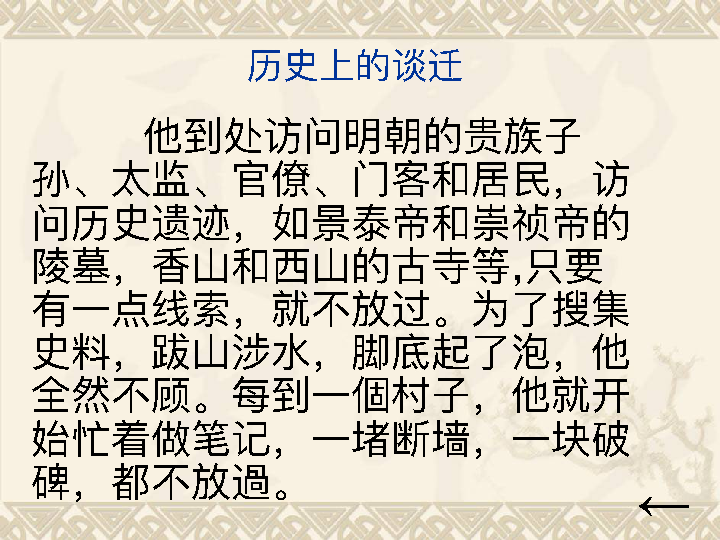 历史上的谈迁
他到处访问明朝的贵族子
孙、太监、官僚、门客和居民，访
问历史遗迹，如景泰帝和崇祯帝的
陵墓，香山和西山的古寺等,只要
有一点线索，就不放过。为了搜集
史料，跋山涉水，脚底起了泡，他
全然不顾。每到一個村子，他就开
始忙着做笔记，一堵断墙，一块破
碑，都不放過。
←